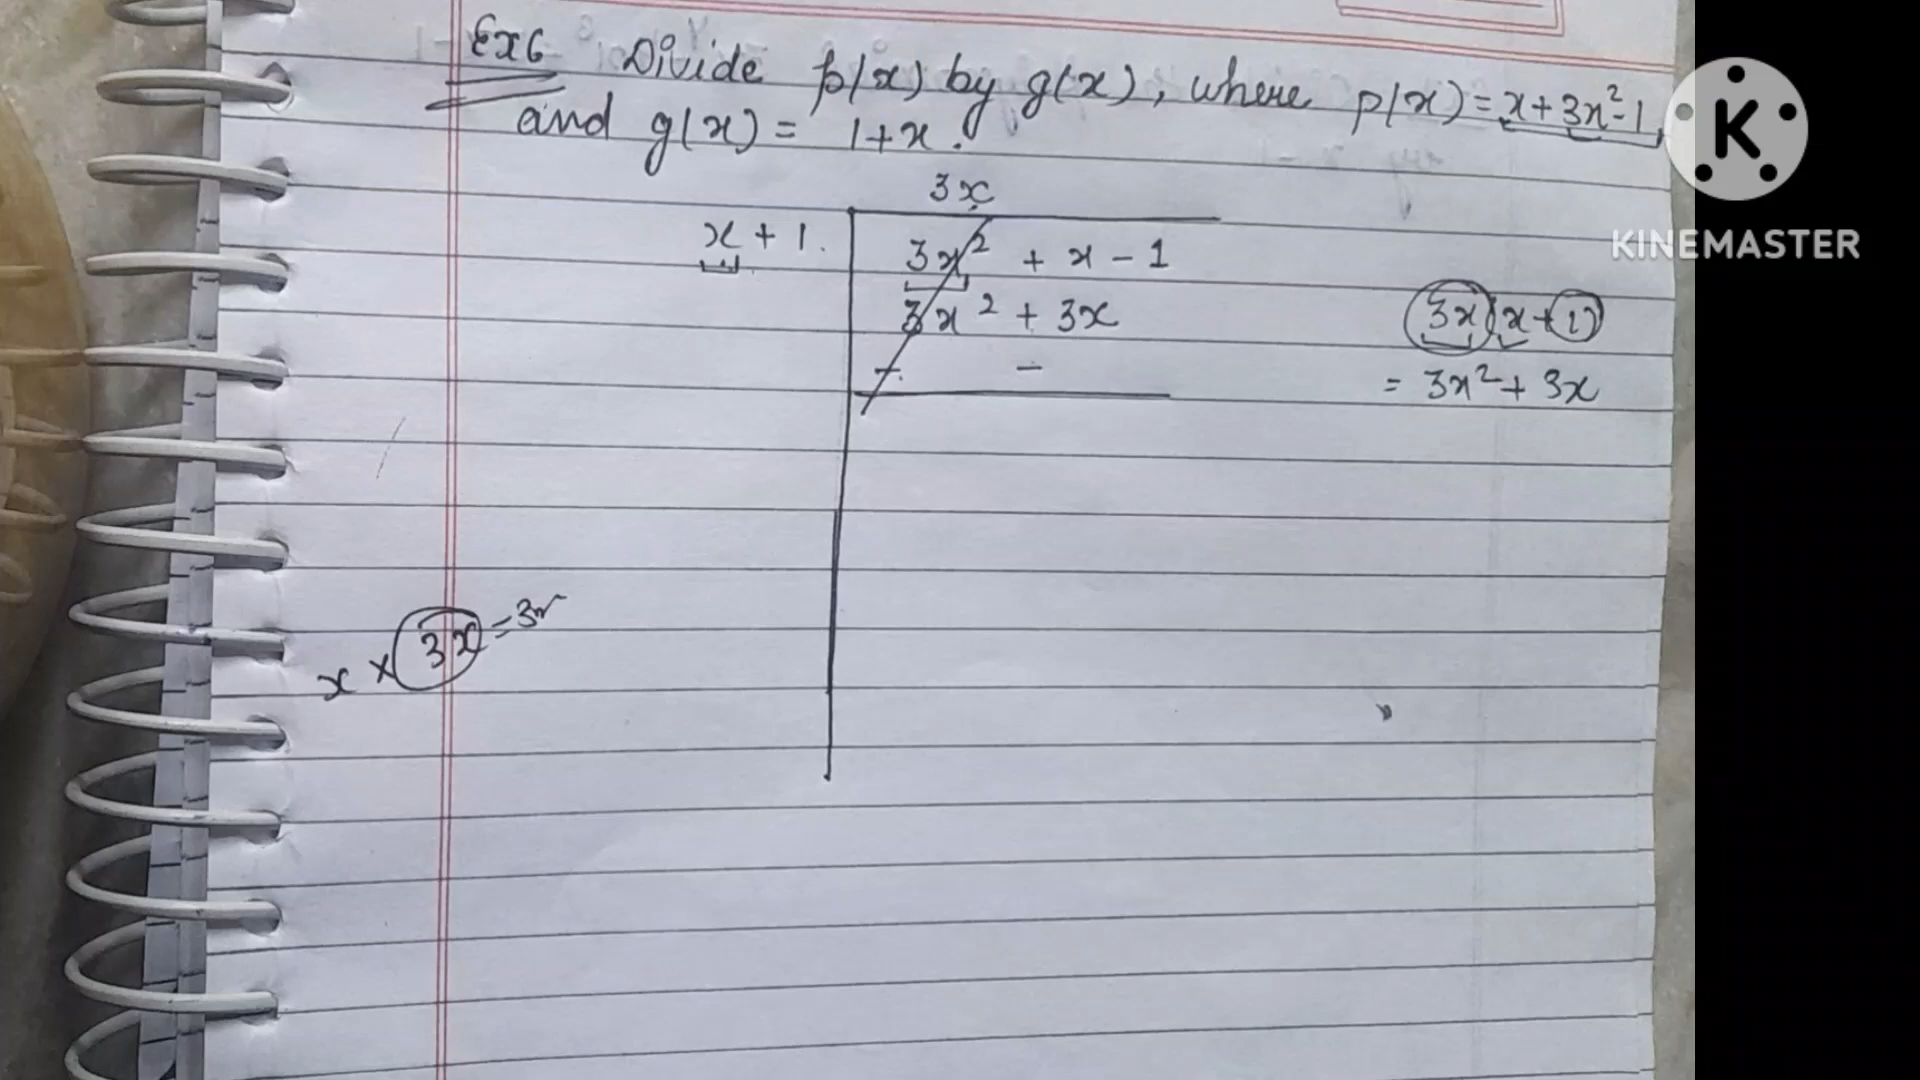 Ex6 Divide p(x) by g(x), where p(x) = x + 3x² - 1,
and g(x) = 1 + x.
3x
x + 1. 3x² + x - 1
3x² + 3x
- -
(3x)(x + 1)
= 3x² + 3x
x × 3x =
K
KINEMASTER